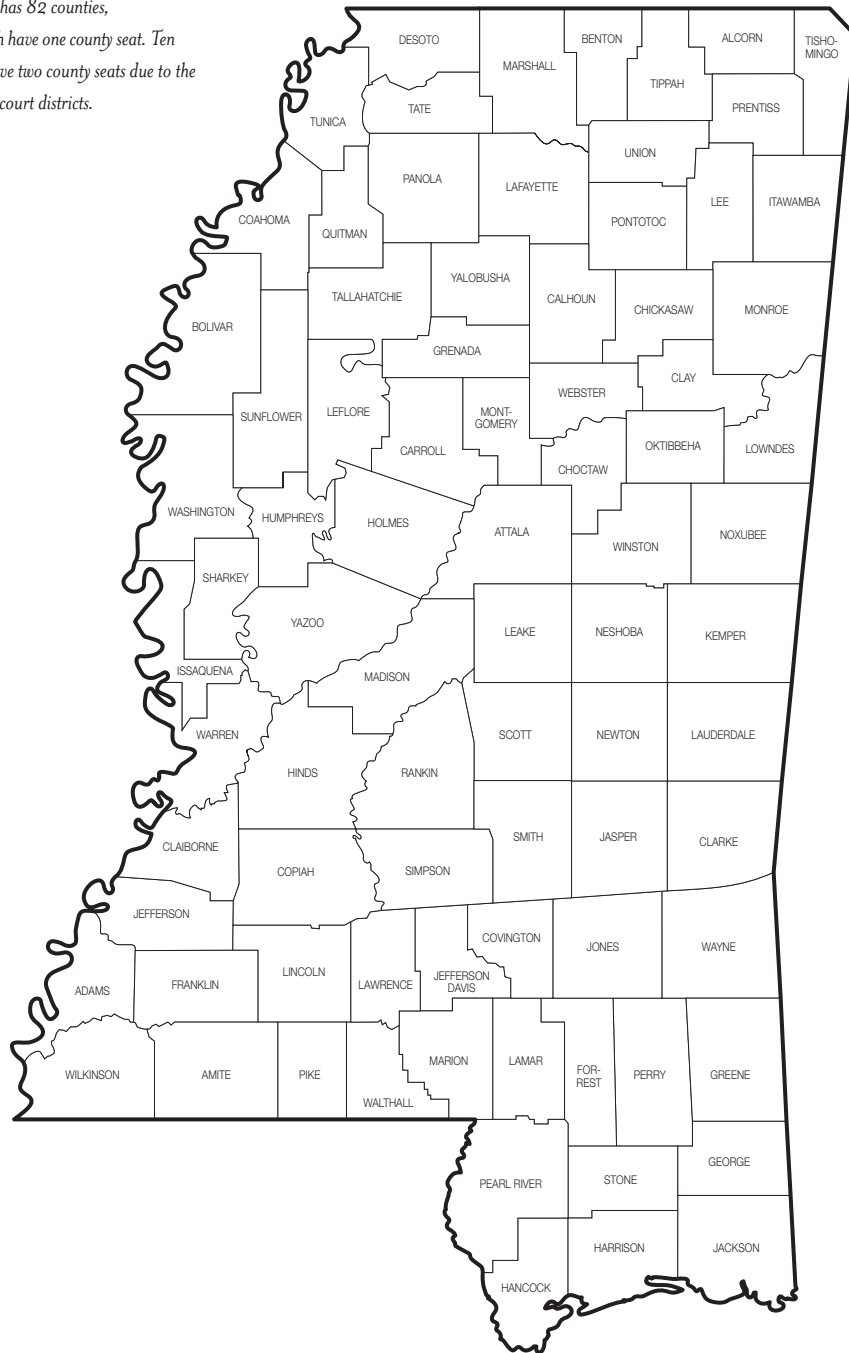 has 82 counties,
have one county seat. Ten
two county seats due to the
court districts.
DESOTO
BENTON
ALCORN
TISHO-
MINGO
MARSHALL
TIPPAH
TATE
PRENTISS
TUNICA
UNION
PANOLA
LAFAYETTE
LEE
ITAWAMBA
COAHOMA
QUITMAN
PONTOTOC
YALOBUSHA
TALLAHATCHIE
CALHOUN
CHICKASAW
MONROE
BOLIVAR
GRENADA
CLAY
WEBSTER
SUNFLOWER
LEFLORE
MONT-
GOMERY
CARROLL
OKTIBBEHA
LOWNDES
CHOCTAW
WASHINGTON
HUMPHREYS
HOLMES
ATTALA
WINSTON
NOXUBEE
SHARKEY
YAZOO
LEAKE
NESHOBA
KEMPER
ISSAQUENA
MADISON
WARREN
SCOTT
NEWTON
LAUDERDALE
HINDS
RANKIN
SMITH
JASPER
CLARKE
CLAIBORNE
COPIAH
SIMPSON
JEFFERSON
COVINGTON
JONES
WAYNE
LINCOLN
JEFFERSON
DAVIS
ADAMS
FRANKLIN
LAWRENCE
WILKINSON
AMITE
PIKE
MARION
LAMAR
FOR-
REST
PERRY
GREENE
WALTHALL
PEARL RIVER
STONE
GEORGE
HARRISON
JACKSON
HANCOCK